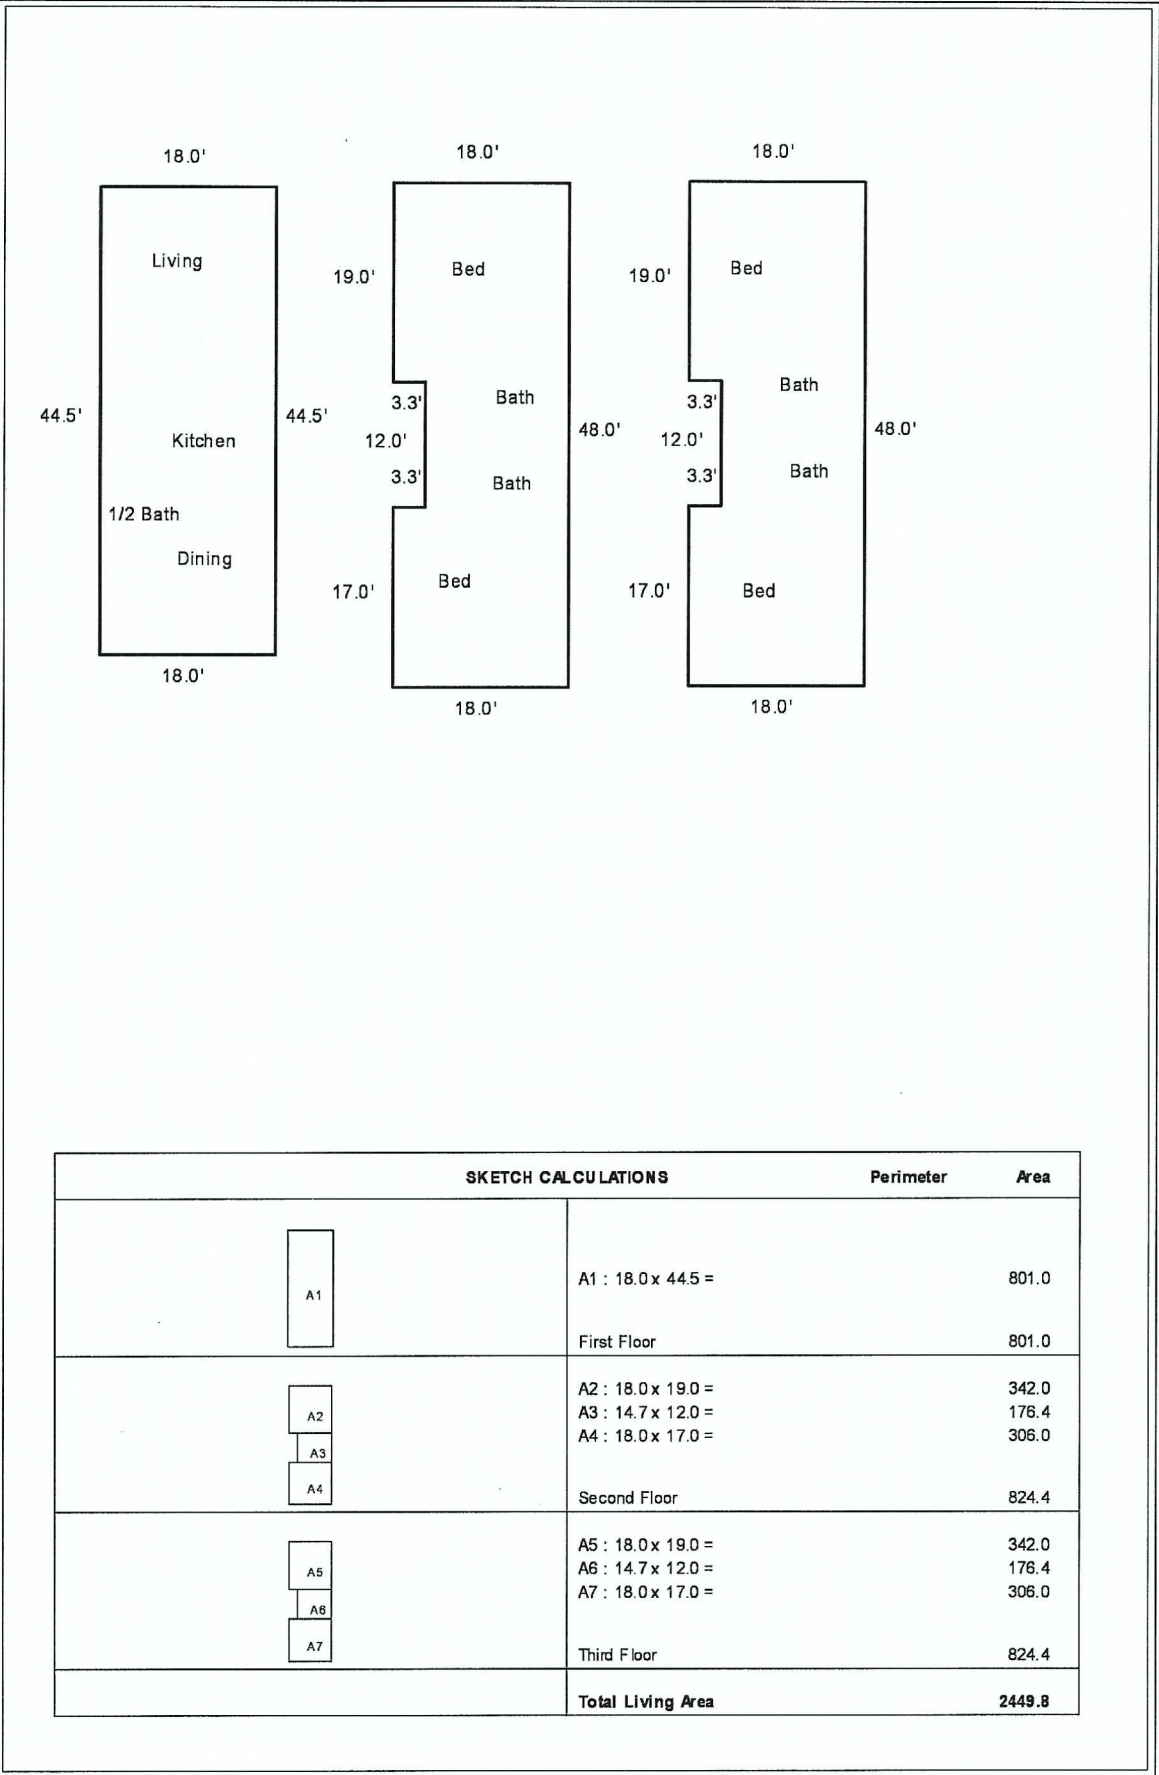 18.0'
18.0'
18.0'
Living
19.0'
Bed
19.0'
Bed
44.5'
44.5'
3.3'
Bath
3.3'
Bath
12.0'
48.0'
12.0'
48.0'
Kitchen
3.3'
Bath
3.3'
Bath
1/2 Bath
Dining
17.0'
Bed
17.0'
Bed
18.0'
18.0'
18.0'
SKETCH CALCULATIONS Perimeter Area
A1
A1 : 18.0 x 44.5 = 801.0
First Floor 801.0
A2
A3
A4
A2 : 18.0 x 19.0 = 342.0
A3 : 14.7 x 12.0 = 176.4
A4 : 18.0 x 17.0 = 306.0
Second Floor 824.4
A5
A6
A7
A5 : 18.0 x 19.0 = 342.0
A6 : 14.7 x 12.0 = 176.4
A7 : 18.0 x 17.0 = 306.0
Third Floor 824.4
Total Living Area 2449.8